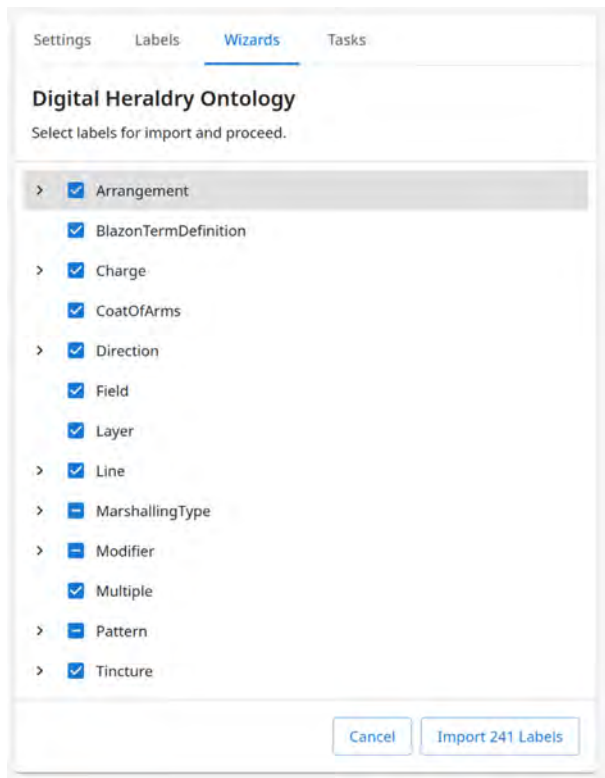 Settings Labels Wizards Tasks
Digital Heraldry Ontology
Select labels for import and proceed.
Arrangement
BlazonTermDefinition
Charge
CoatOfArms
Direction
Field
Layer
Line
MarshallingType
Modifier
Multiple
Pattern
Tincture
Cancel Import 241 Labels